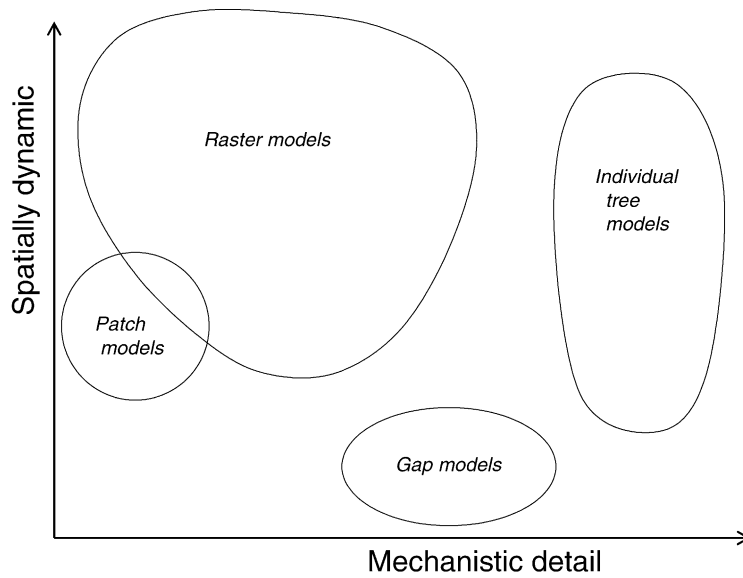 Spatially dynamic
Raster models
Individual
tree
models
Patch
models
Gap models
Mechanistic detail